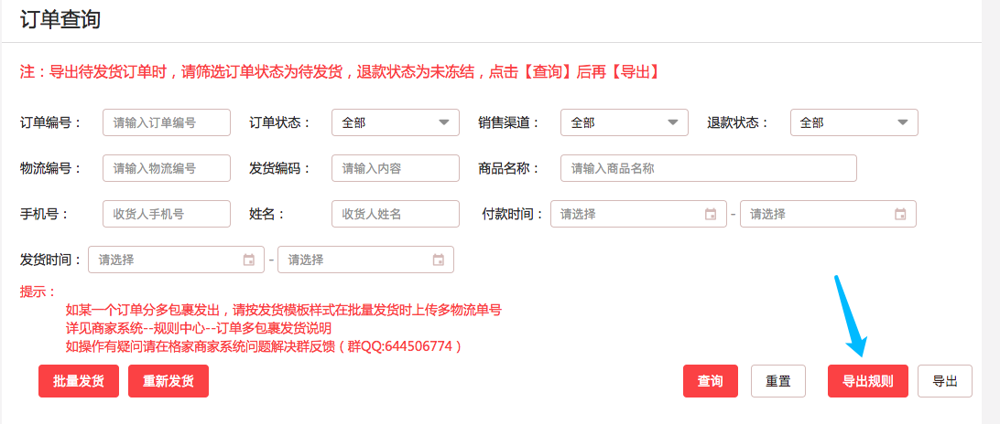 订单查询
注：导出待发货订单时，请筛选订单状态为待发货，退款状态为未冻结，点击【查询】后再【导出】
订单编号： 请输入订单编号 订单状态： 全部 销售渠道： 全部 退款状态： 全部
物流编号： 请输入物流编号 发货编码： 请输入内容 商品名称： 请输入商品名称
手机号： 收货人手机号 姓名： 收货人姓名 付款时间： 请选择 - 请选择
发货时间： 请选择 - 请选择
提示：
如某一个订单分多包裹发出，请按发货模板样式在批量发货时上传多物流单号
详见商家系统--规则中心--订单多包裹发货说明
如操作有疑问请在格家商家系统问题解决群反馈（群QQ:644506774）
批量发货 重新发货 查询 重置 导出规则 导出